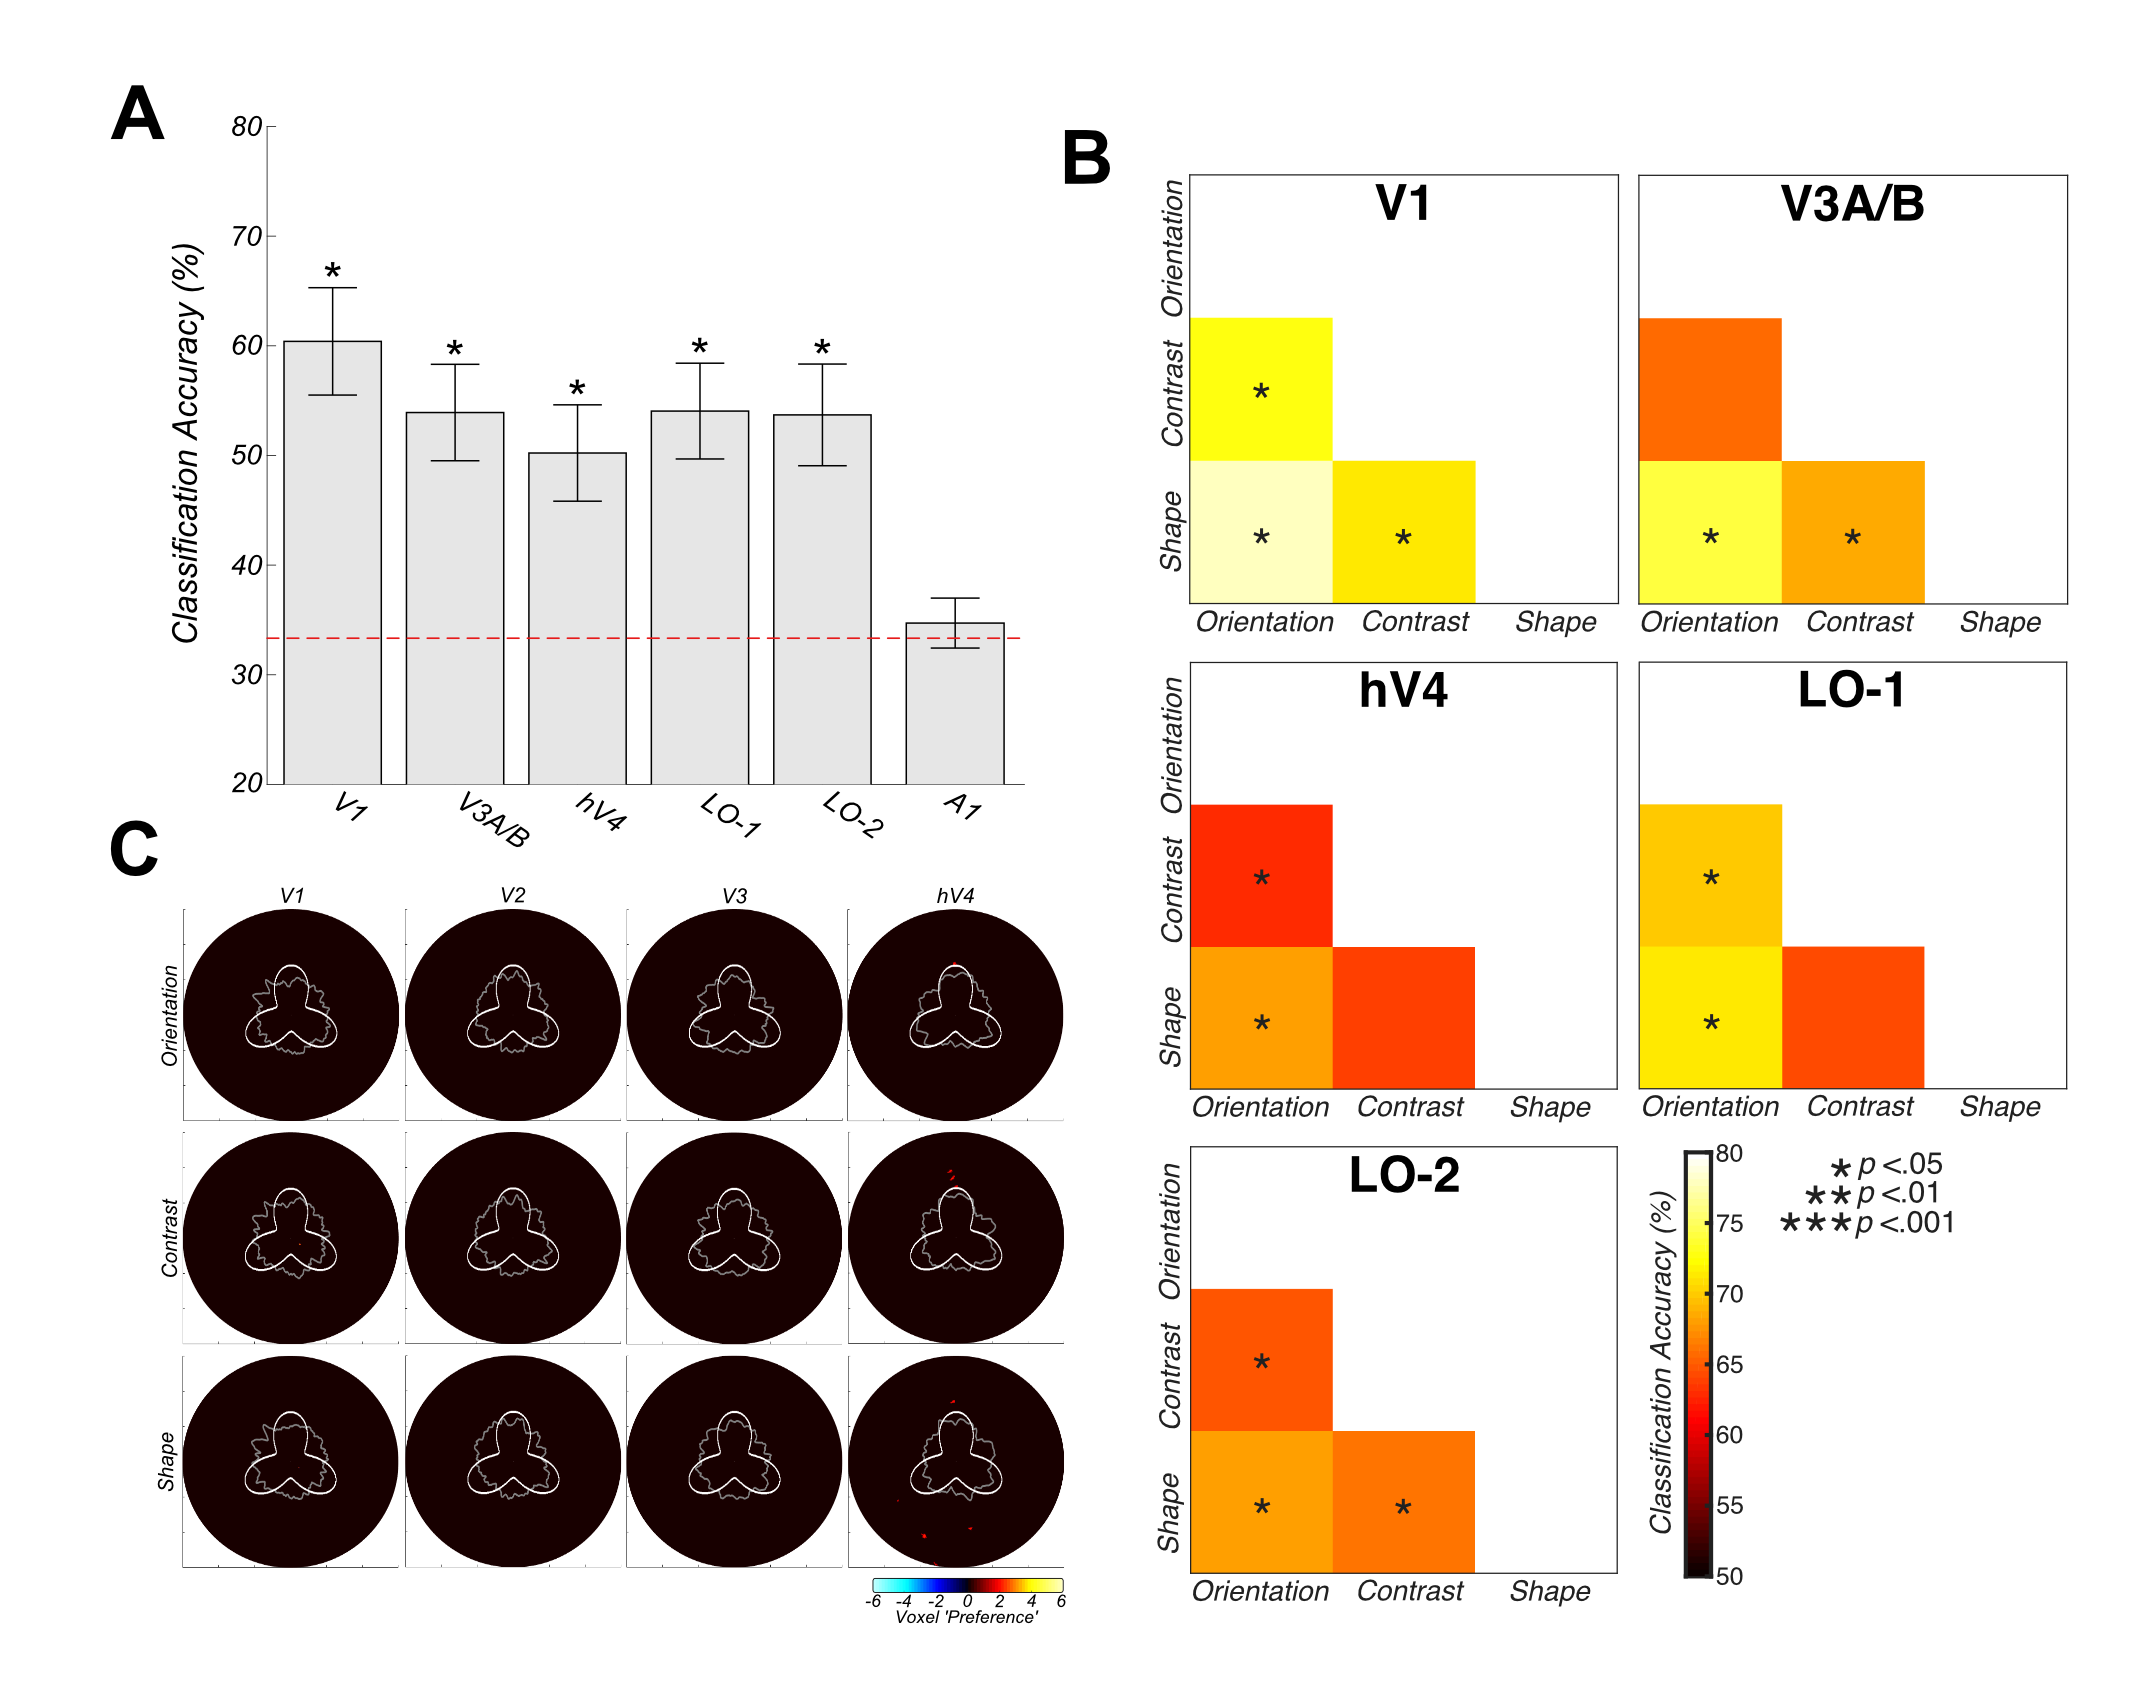 A
80
70
60
50
40
30
20
Classification Accuracy (%)
*
*
*
*
*
V1
V3A/B
hV4
LO-1
LO-2
A1
B
V1
Orientation
Contrast
Shape
*
*
*
Orientation Contrast Shape
V3A/B
*
*
Orientation Contrast Shape
hV4
Orientation
Contrast
Shape
*
*
Orientation Contrast Shape
LO-1
*
*
Orientation Contrast Shape
LO-2
Orientation
Contrast
Shape
*
*
*
Orientation Contrast Shape
Classification Accuracy (%)
80
75
70
65
60
55
50
* p <.05
** p <.01
*** p <.001
C
V1 V2 V3 hV4
Orientation
Contrast
Shape
-6 -4 -2 0 2 4 6
Voxel 'Preference'